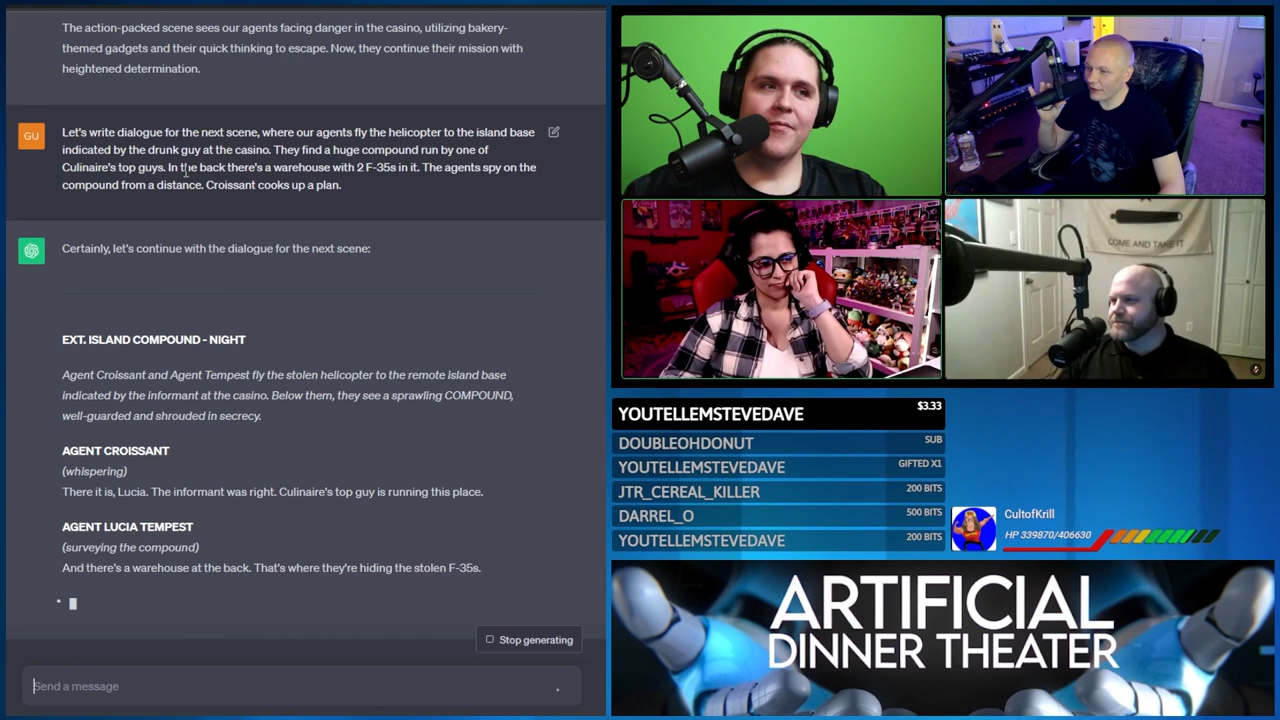 The action-packed scene sees our agents facing danger in the casino, utilizing bakery-
themed gadgets and their quick thinking to escape. Now, they continue their mission with
heightened determination.
GU
Let's write dialogue for the next scene, where our agents fly the helicopter to the island base
indicated by the drunk guy at the casino. They find a huge compound run by one of
Culinaire's top guys. In the back there's a warehouse with 2 F-35s in it. The agents spy on the
compound from a distance. Croissant cooks up a plan.
Certainly, let's continue with the dialogue for the next scene:
EXT. ISLAND COMPOUND - NIGHT
Agent Croissant and Agent Tempest fly the stolen helicopter to the remote island base
indicated by the informant at the casino. Below them, they see a sprawling COMPOUND,
well-guarded and shrouded in secrecy.
AGENT CROISSANT
(whispering)
There it is, Lucia. The informant was right. Culinaire's top guy is running this place.
AGENT LUCIA TEMPEST
(surveying the compound)
And there's a warehouse at the back. That's where they're hiding the stolen F-35s.
Stop generating
Send a message
COME AND TAKE IT
YOUTELLEMSTEVEDAVE $3.33
DOUBLEOHDONUT SUB
YOUTELLEMSTEVEDAVE GIFTED X1
JTR_CEREAL_KILLER 200 BITS
DARREL_O 500 BITS
YOUTELLEMSTEVEDAVE 200 BITS
CultofKrill
HP 339870/406630
ARTIFICIAL
DINNER THEATER